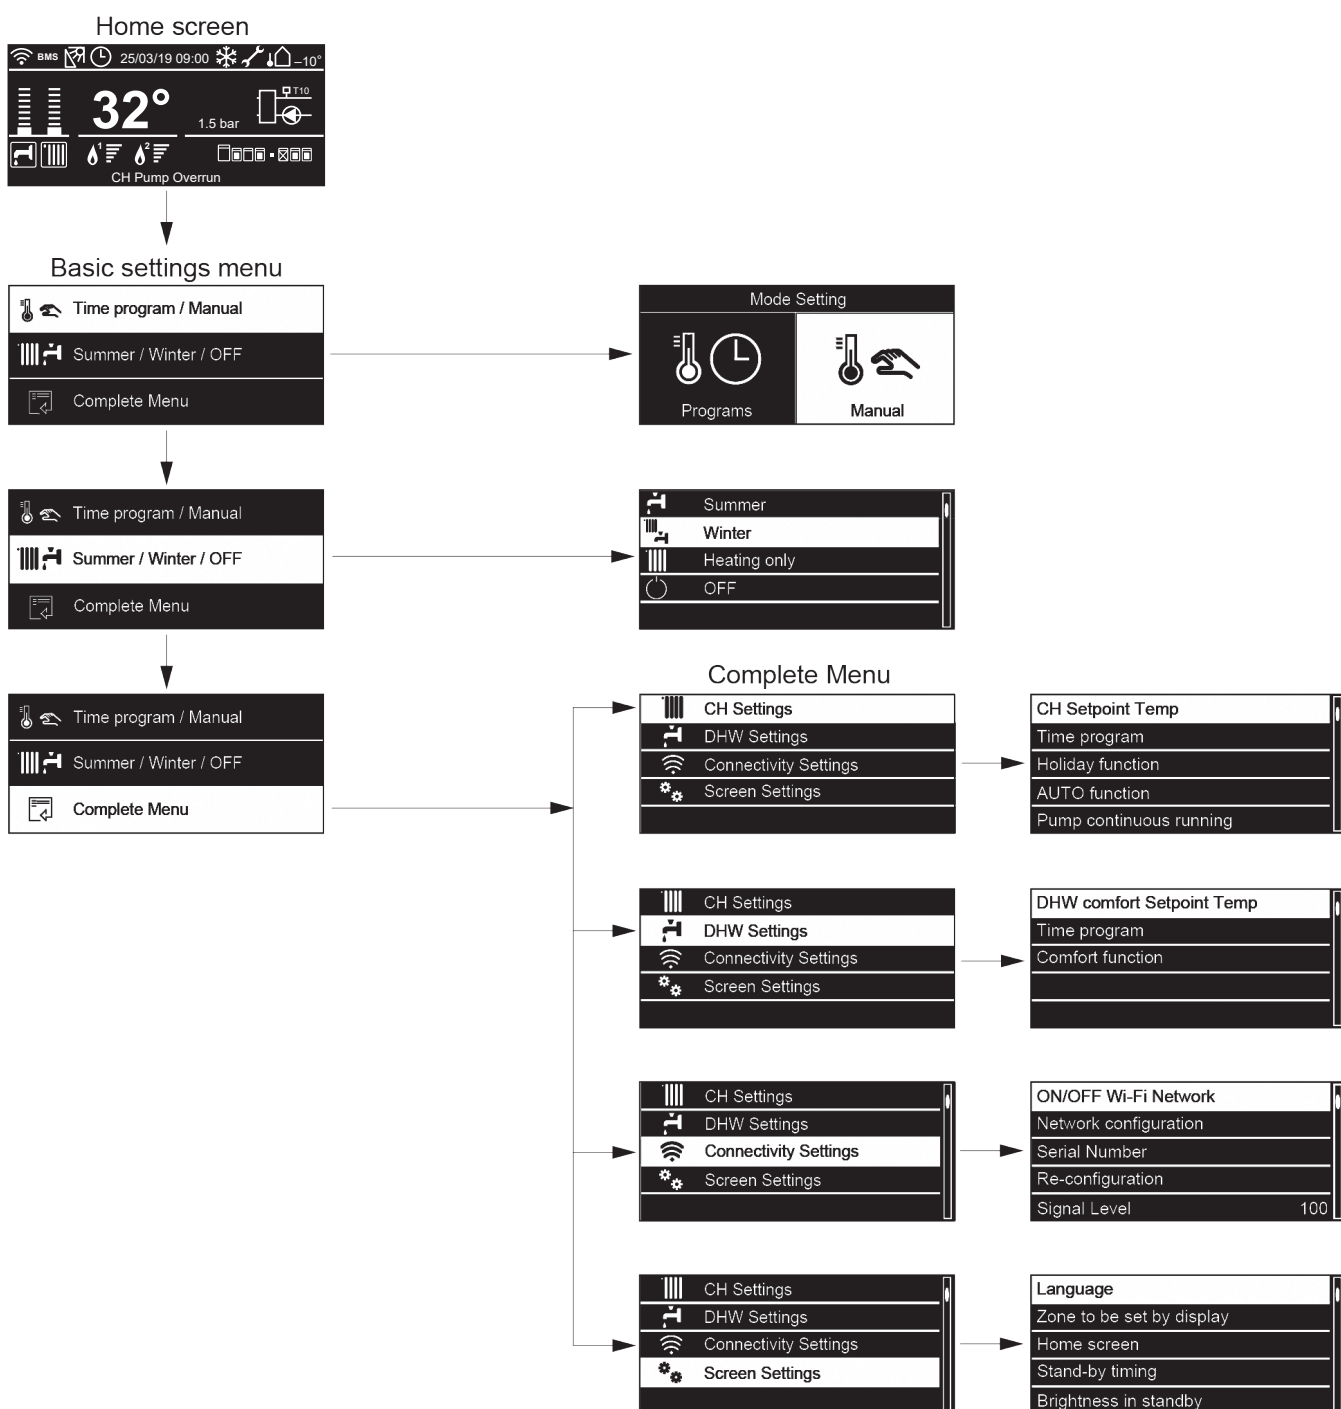 Home screen
BMS 25/03/19 09:00 –10°
32° 1.5 bar T10
1 2
CH Pump Overrun
Basic settings menu
Time program / Manual
Summer / Winter / OFF
Complete Menu
Mode Setting
Programs Manual
Time program / Manual
Summer / Winter / OFF
Complete Menu
Summer
Winter
Heating only
OFF
Time program / Manual
Summer / Winter / OFF
Complete Menu
Complete Menu
CH Settings
DHW Settings
Connectivity Settings
Screen Settings
CH Setpoint Temp
Time program
Holiday function
AUTO function
Pump continuous running
CH Settings
DHW Settings
Connectivity Settings
Screen Settings
DHW comfort Setpoint Temp
Time program
Comfort function
CH Settings
DHW Settings
Connectivity Settings
Screen Settings
ON/OFF Wi-Fi Network
Network configuration
Serial Number
Re-configuration
Signal Level 100
CH Settings
DHW Settings
Connectivity Settings
Screen Settings
Language
Zone to be set by display
Home screen
Stand-by timing
Brightness in standby